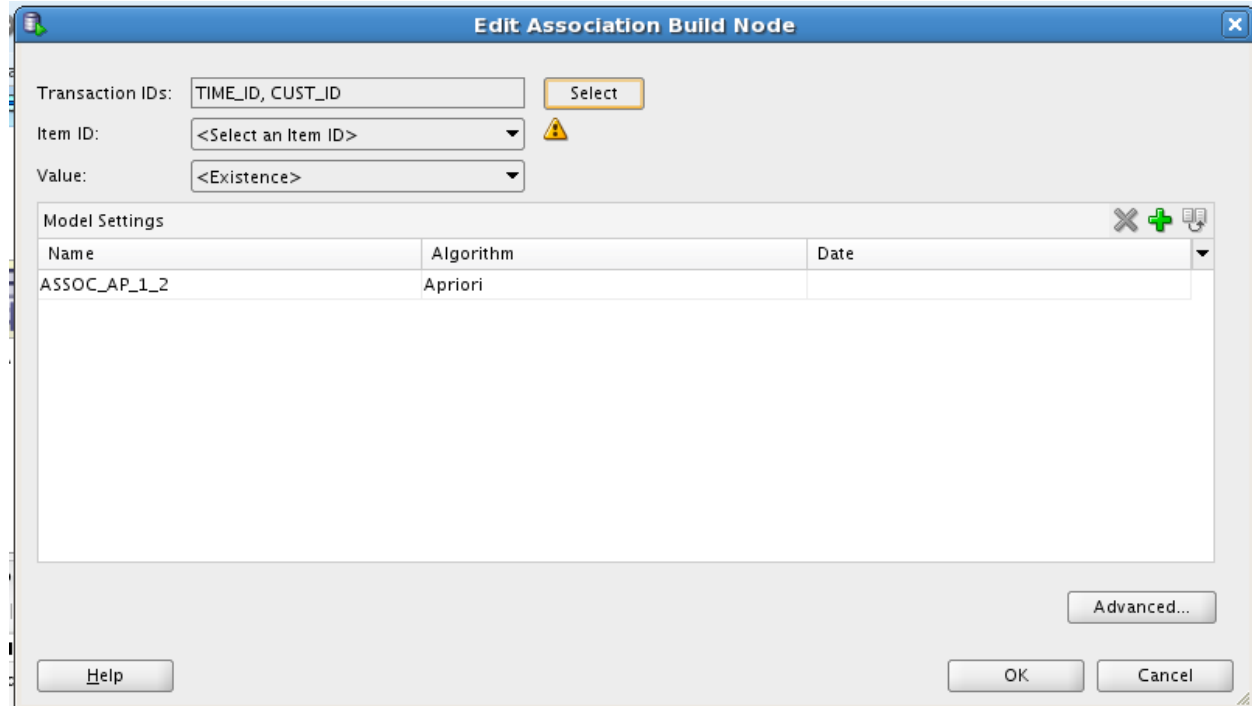 Edit Association Build Node
Transaction IDs: TIME_ID, CUST_ID Select
Item ID: <Select an Item ID>
Value: <Existence>
Model Settings
Name Algorithm Date
ASSOC_AP_1_2 Apriori
Advanced...
Help OK Cancel